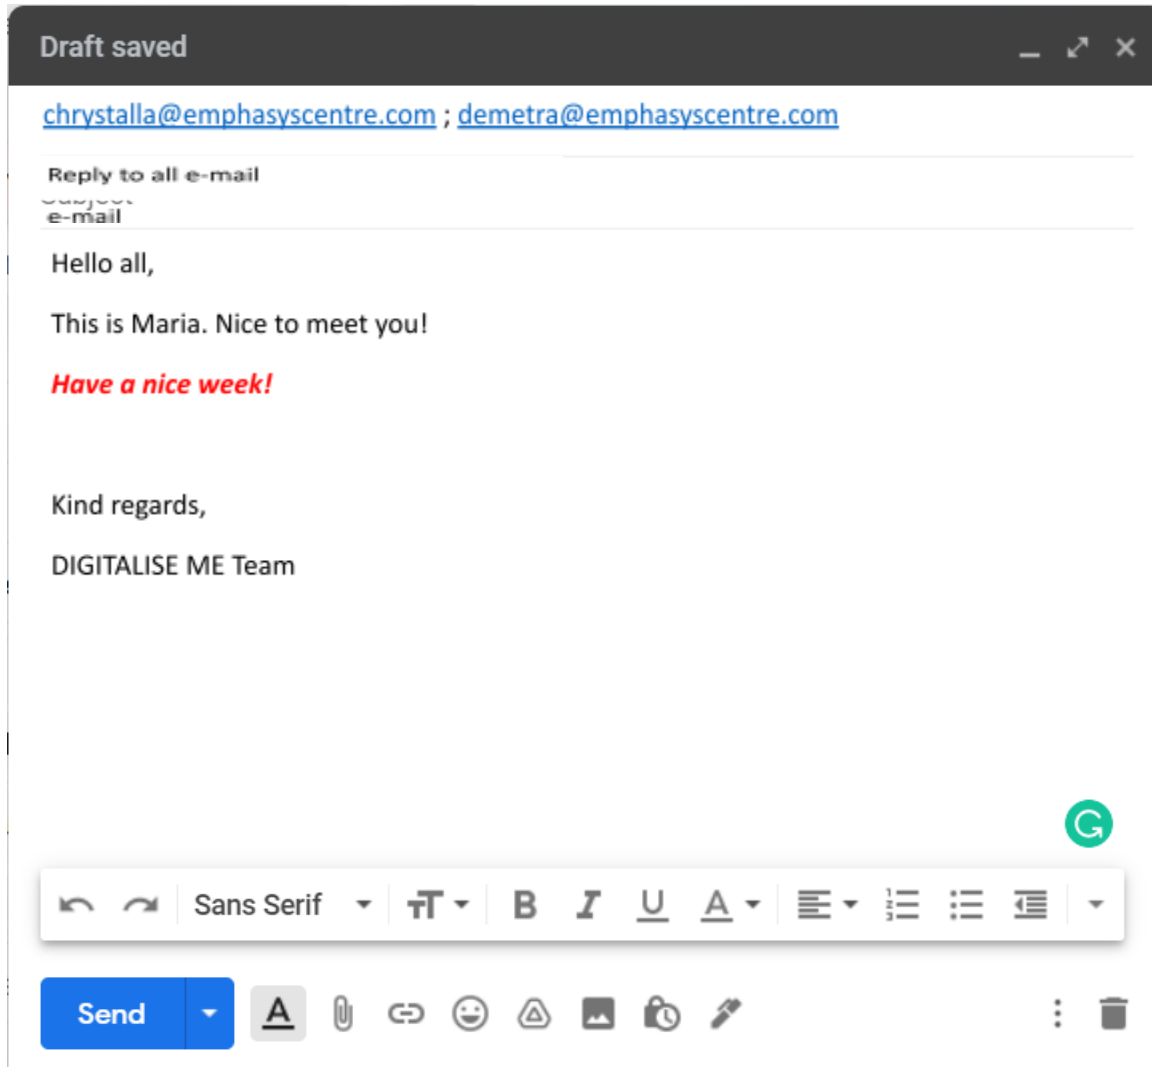 Draft saved
chrystalla@emphasyscentre.com ; demetra@emphasyscentre.com
Reply to all e-mail
Subject
e-mail
Hello all,
This is Maria. Nice to meet you!
Have a nice week!
Kind regards,
DIGITALISE ME Team
Sans Serif
Send